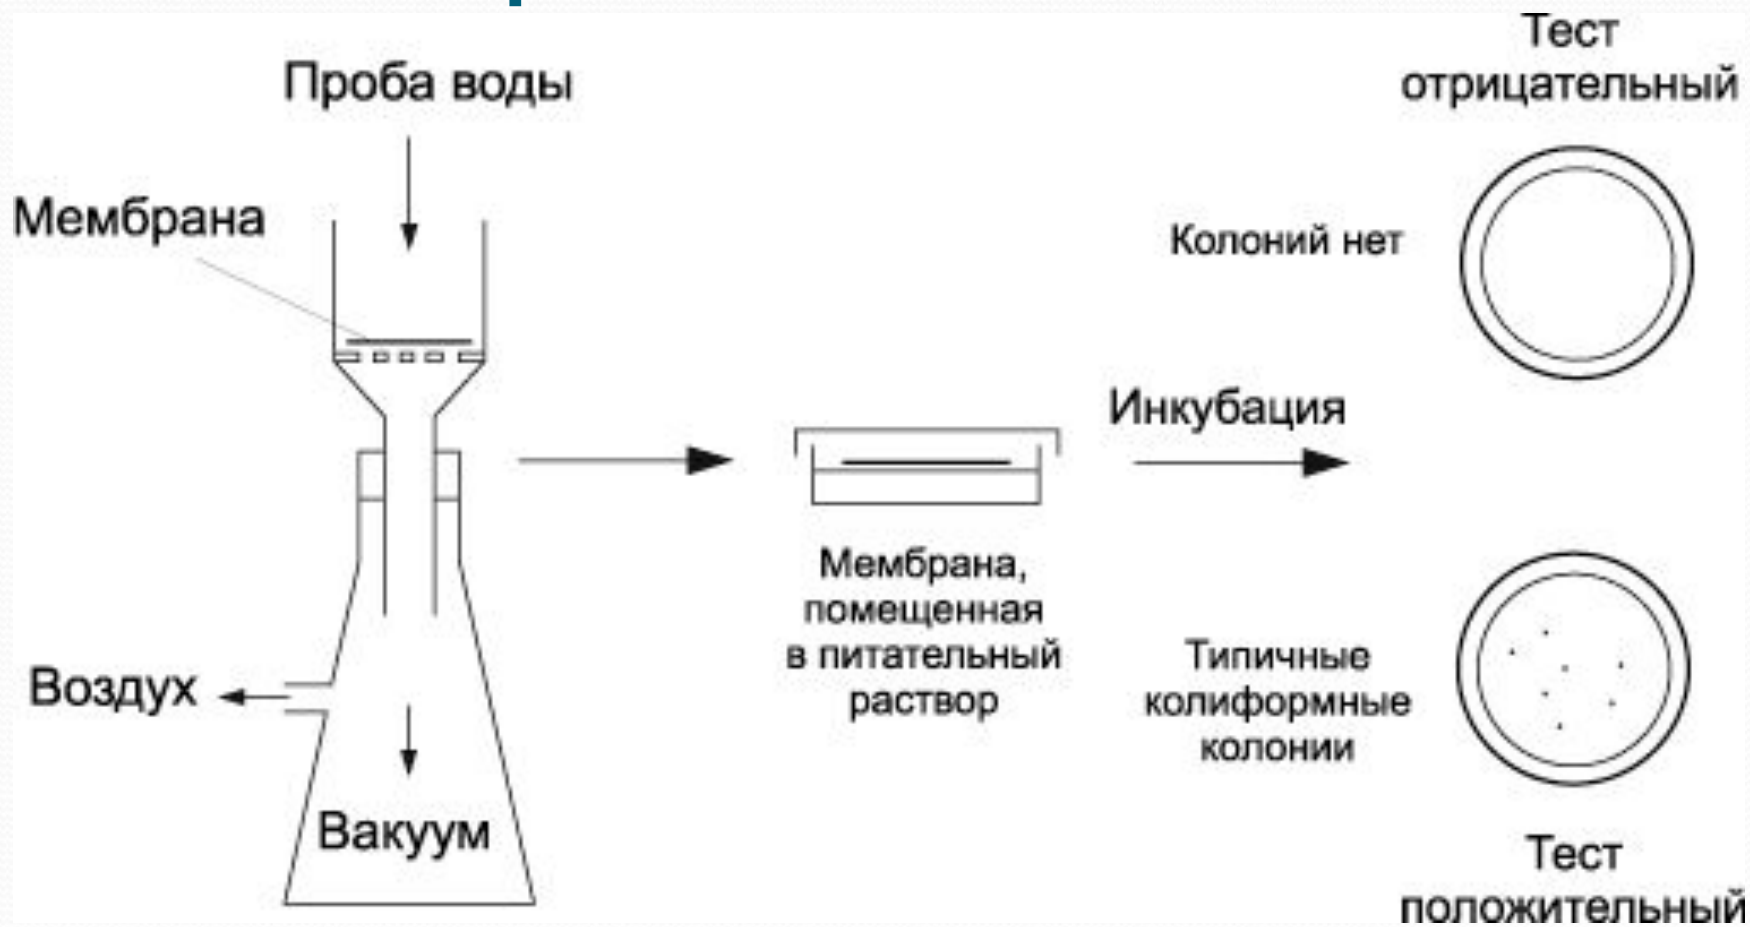 Проба воды
Мембрана
Воздух
Вакуум
Мембрана,
помещенная
в питательный
раствор
Инкубация
Тест
отрицательный
Колоний нет
Типичные
колиформные
колонии
Тест
положительный